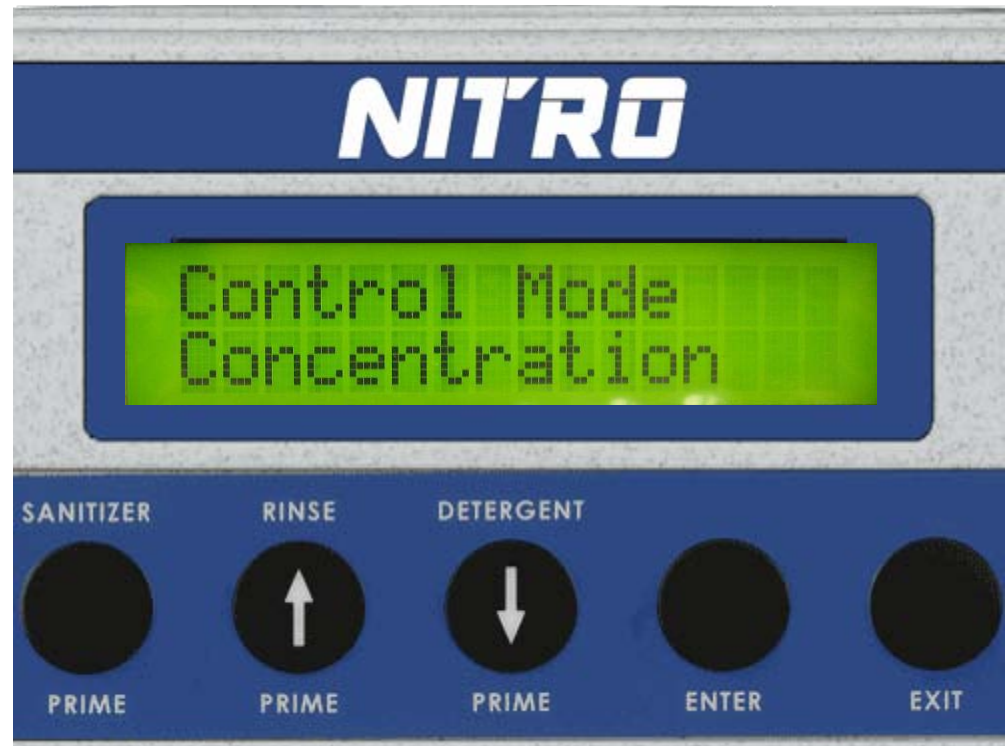 NITRO
Control Mode
Concentration
SANITIZER RINSE DETERGENT
PRIME PRIME PRIME ENTER EXIT